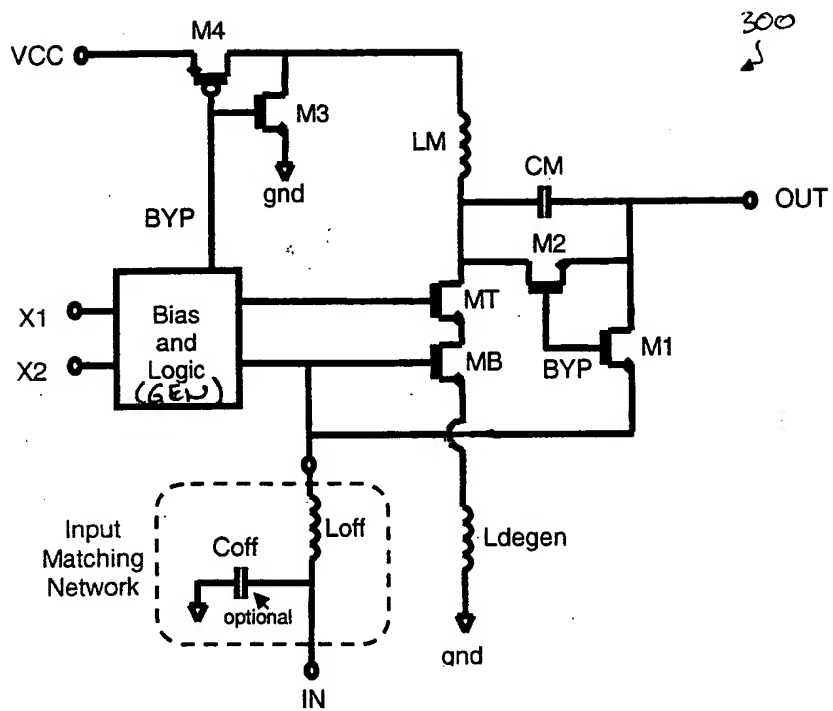 M4
300
VCC
M3
LM
gnd
CM
OUT
BYP
M2
X1
Bias
and
Logic
(GEN)
MT
X2
MB
BYP
M1
Input
Matching
Network
Coff
Loff
Ldegen
optional
gnd
IN